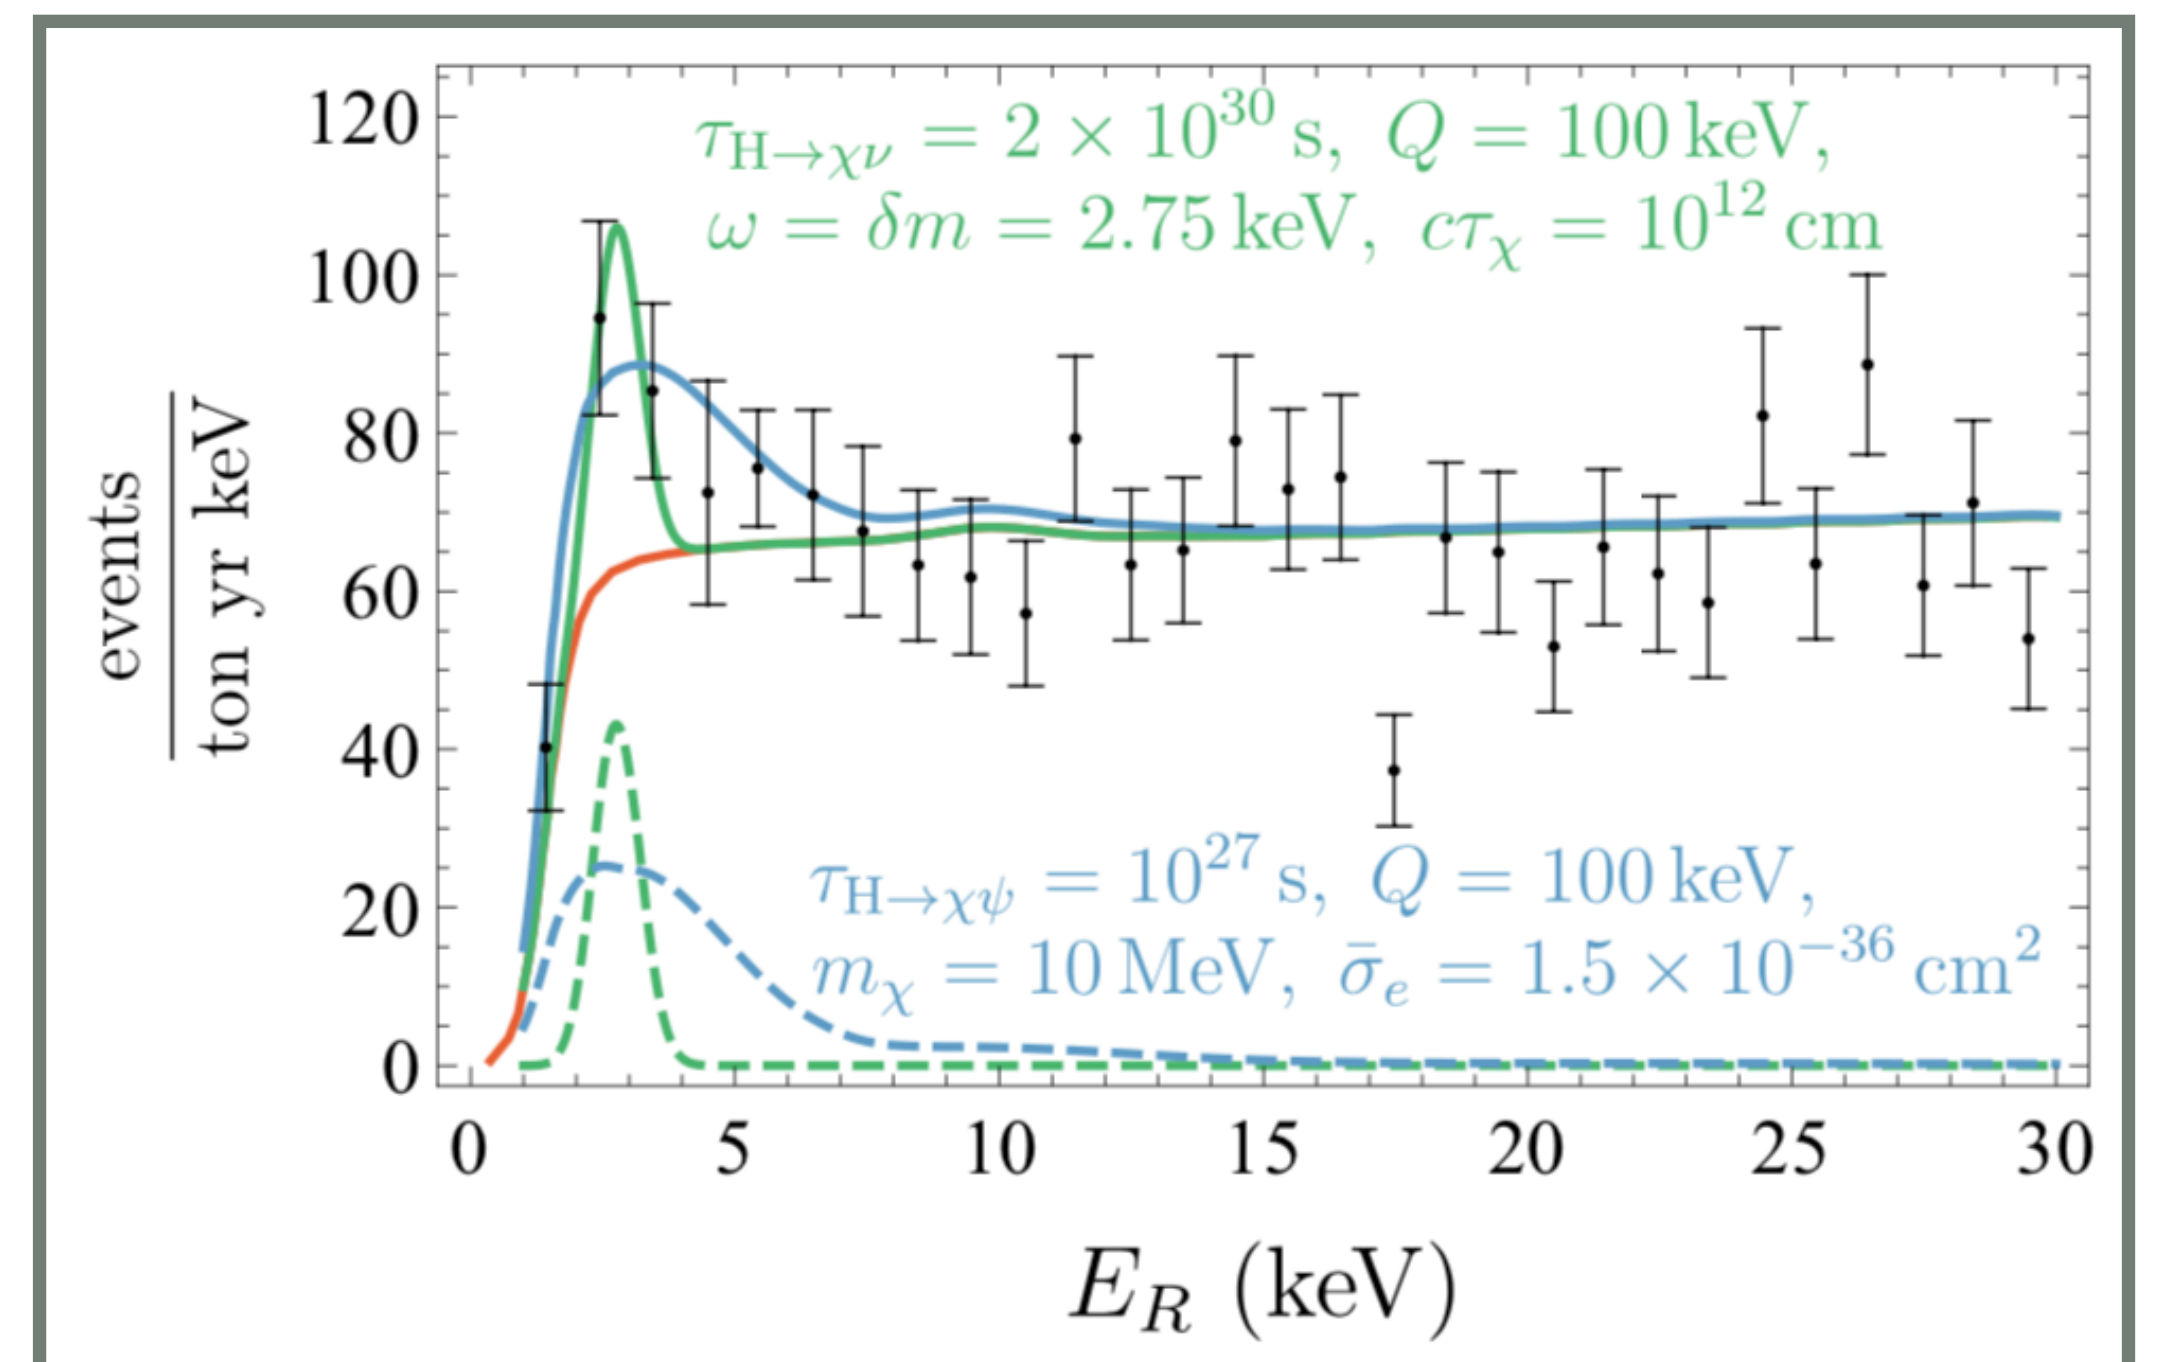 120
100
80
60
40
20
0
events
ton yr keV
τ_{H→χν} = 2 × 10^{30} s, Q = 100 keV,
ω = δm = 2.75 keV, cτ_χ = 10^{12} cm
τ_{H→χψ} = 10^{27} s, Q = 100 keV,
m_χ = 10 MeV, σ̄_e = 1.5 × 10^{−36} cm^2
0 5 10 15 20 25 30
E_R (keV)